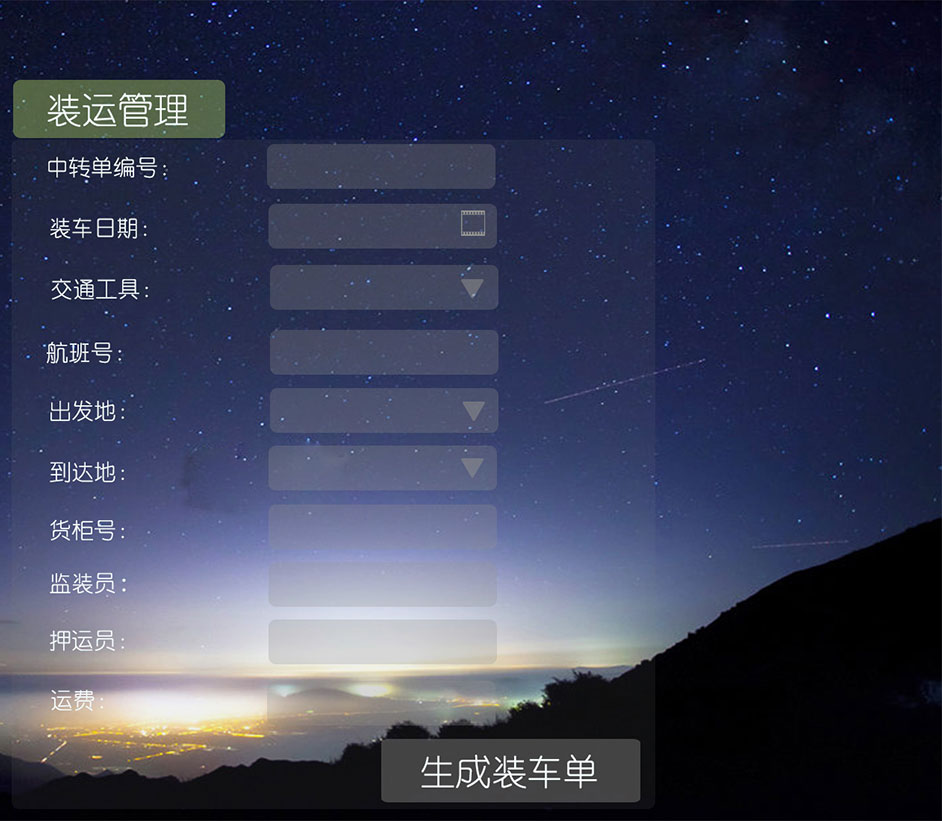 装运管理
中转单编号：
装车日期：
交通工具：
航班号：
出发地：
到达地：
货柜号：
监装员：
押运员：
运费：
生成装车单